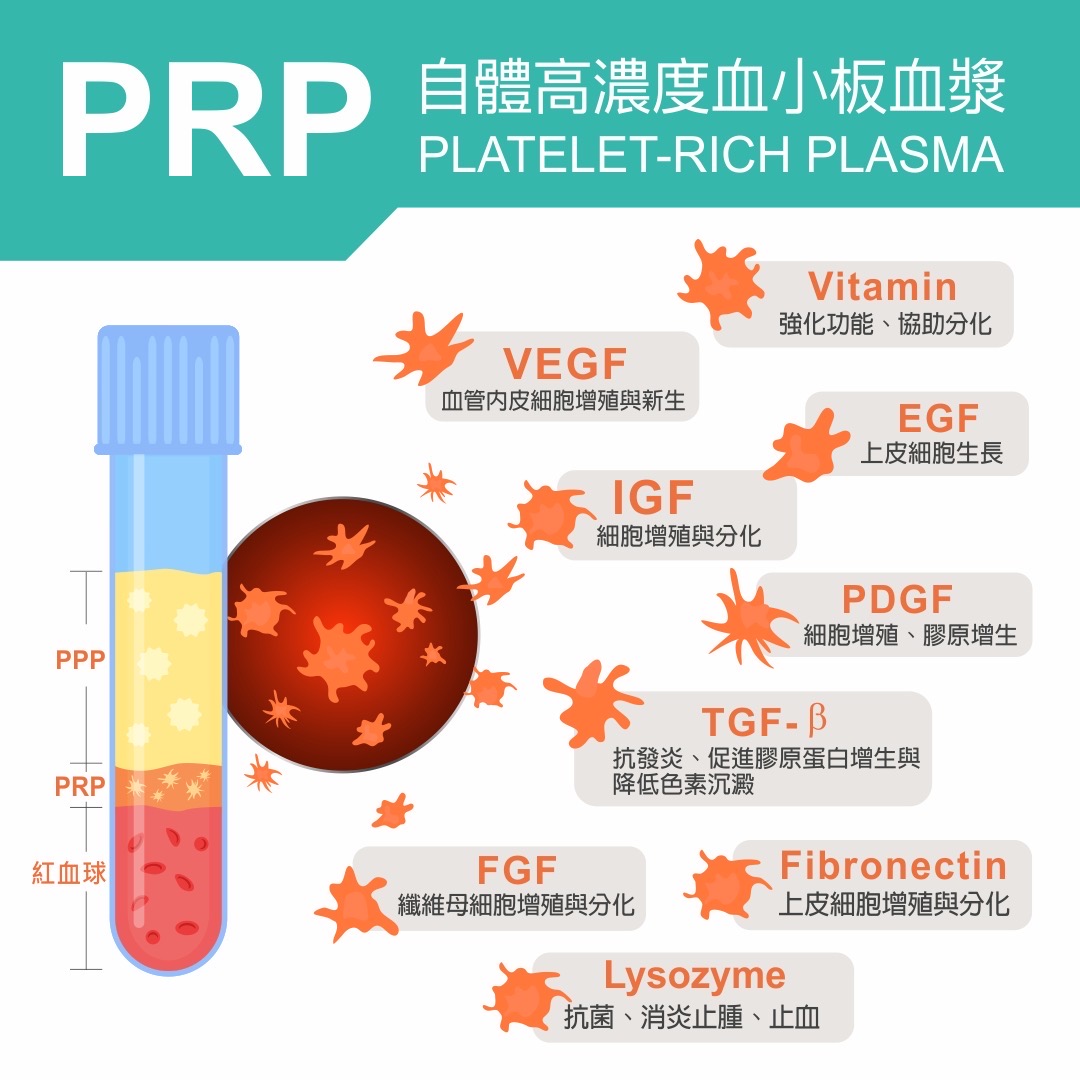 PRP
自體高濃度血小板血漿
PLATELET-RICH PLASMA
Vitamin
強化功能、協助分化
VEGF
血管内皮細胞增殖與新生
EGF
上皮細胞生長
IGF
細胞增殖與分化
PDGF
細胞增殖、膠原增生
TGF-β
抗發炎、促進膠原蛋白增生與
降低色素沉澱
FGF
纖維母細胞增殖與分化
Fibronectin
上皮細胞增殖與分化
Lysozyme
抗菌、消炎止腫、止血
PPP
PRP
紅血球